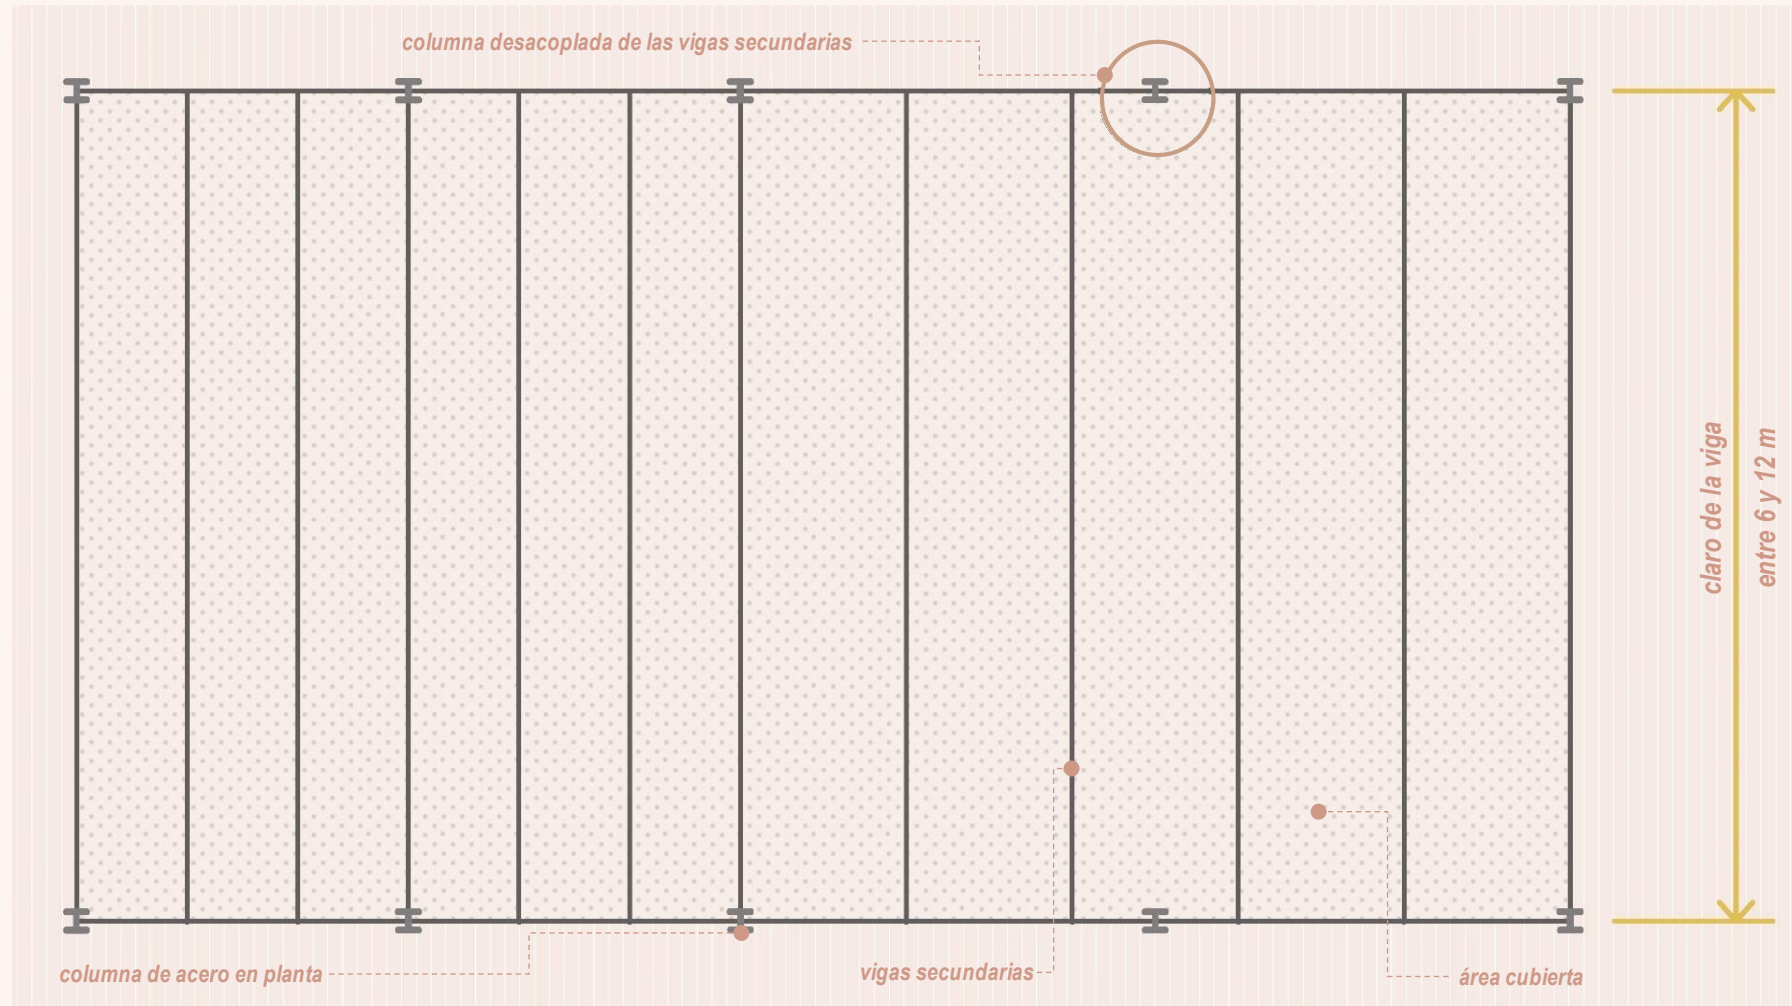 columna desacoplada de las vigas secundarias
claro de la viga
entre 6 y 12 m
columna de acero en planta
vigas secundarias
área cubierta